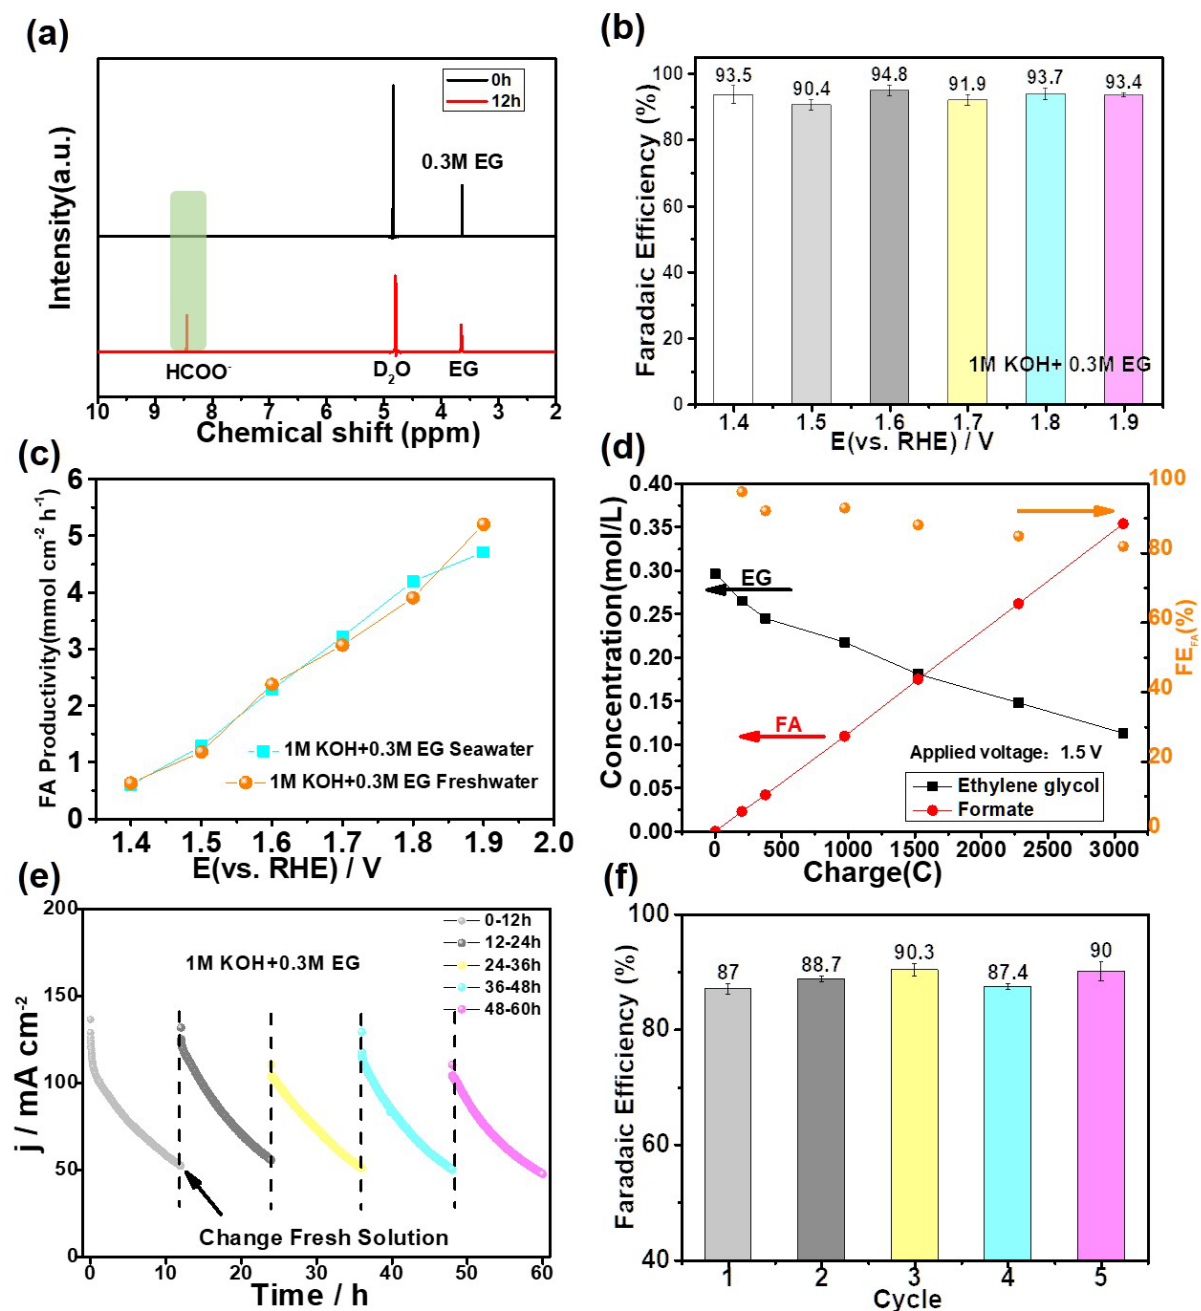 (a)
0h
12h
0.3M EG
HCOO⁻
D₂O
EG
Intensity(a.u.)
10 9 8 7 6 5 4 3 2
Chemical shift (ppm)
(b)
93.5 90.4 94.8 91.9 93.7 93.4
100
80
60
40
20
0
Faradaic Efficiency (%)
1M KOH+ 0.3M EG
1.4 1.5 1.6 1.7 1.8 1.9
E(vs. RHE) / V
(c)
6
5
4
3
2
1
0
FA Productivity(mmol cm⁻² h⁻¹)
1M KOH+0.3M EG Seawater
1M KOH+0.3M EG Freshwater
1.4 1.5 1.6 1.7 1.8 1.9 2.0
E(vs. RHE) / V
(d)
0.40
0.35
0.30
0.25
0.20
0.15
0.10
0.05
0.00
Concentration(mol/L)
EG
FA
Applied voltage: 1.5 V
Ethylene glycol
Formate
100
80
60
40
20
0
FE_FA(%)
0 500 1000 1500 2000 2500 3000
Charge(C)
(e)
200
150
100
50
0
j / mA cm⁻²
1M KOH+0.3M EG
0-12h
12-24h
24-36h
36-48h
48-60h
Change Fresh Solution
0 10 20 30 40 50 60
Time / h
(f)
100
80
60
40
Faradaic Efficiency (%)
87 88.7 90.3 87.4 90
1 2 3 4 5
Cycle